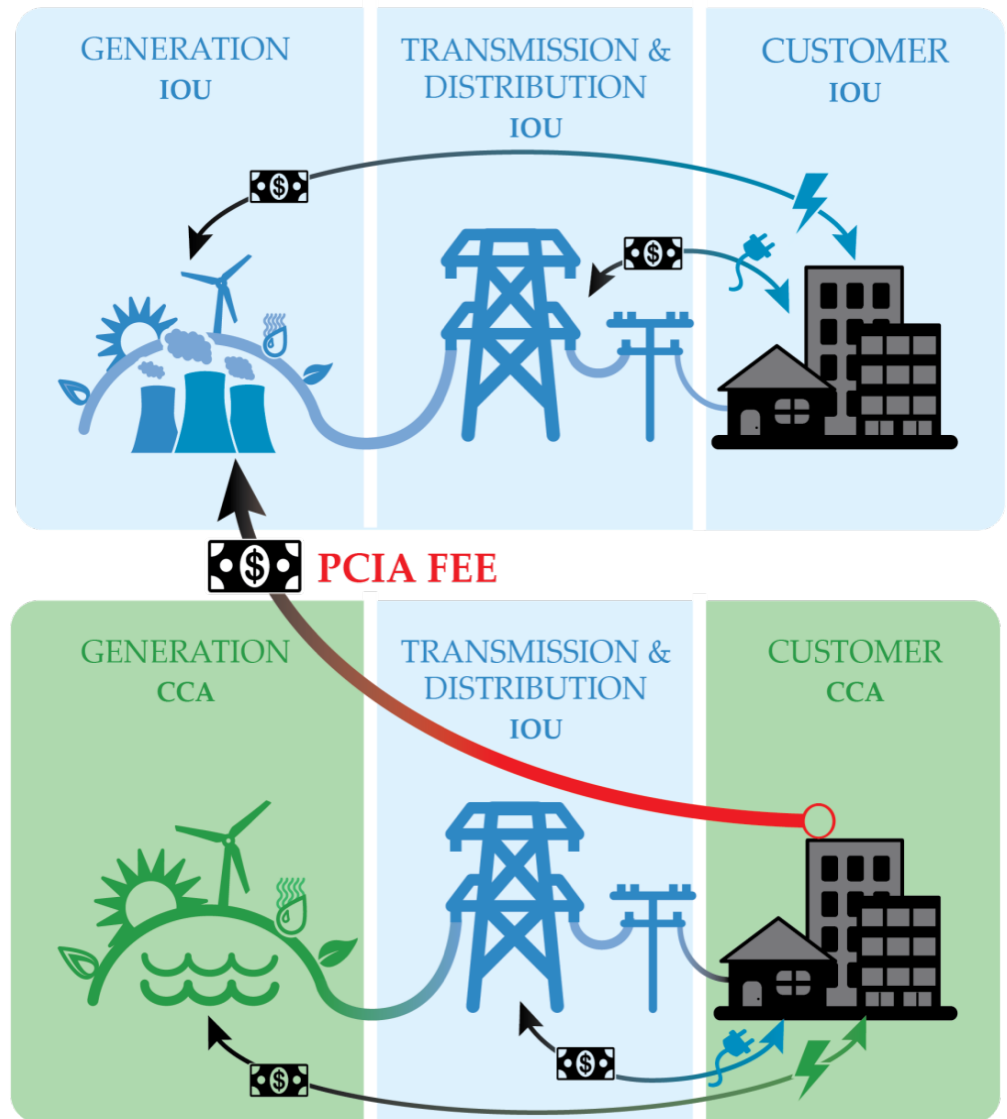 GENERATION
IOU
TRANSMISSION &
DISTRIBUTION
IOU
CUSTOMER
IOU
$
$
$ PCIA FEE
GENERATION
CCA
TRANSMISSION &
DISTRIBUTION
IOU
CUSTOMER
CCA
$
$